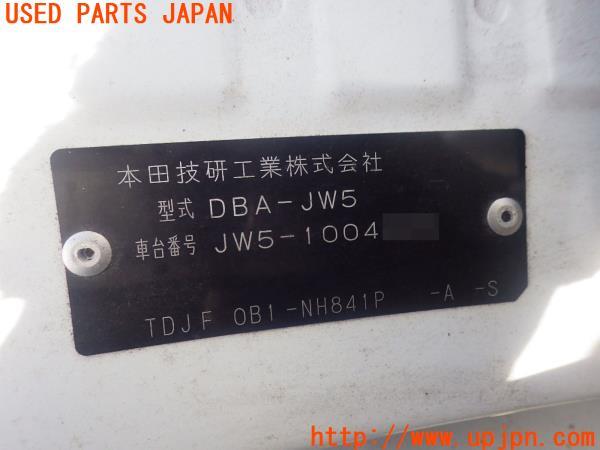 USED PARTS JAPAN
本田技研工業株式会社
型式 DBA-JW5
車台番号 JW5-1004
TDJF OB1-NH841P -A -S
http://www.upjpn.com